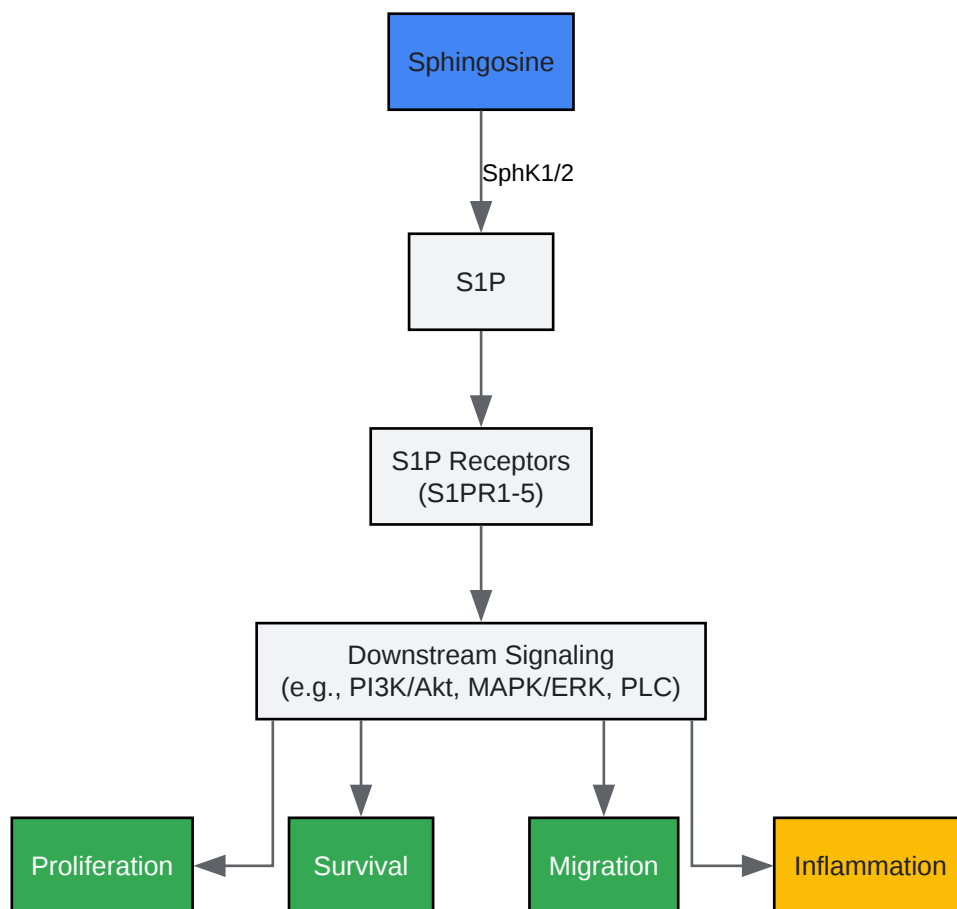 Sphingosine
SphK1/2
S1P
S1P Receptors
(S1PR1-5)
Downstream Signaling
(e.g., PI3K/Akt, MAPK/ERK, PLC)
Proliferation
Survival
Migration
Inflammation